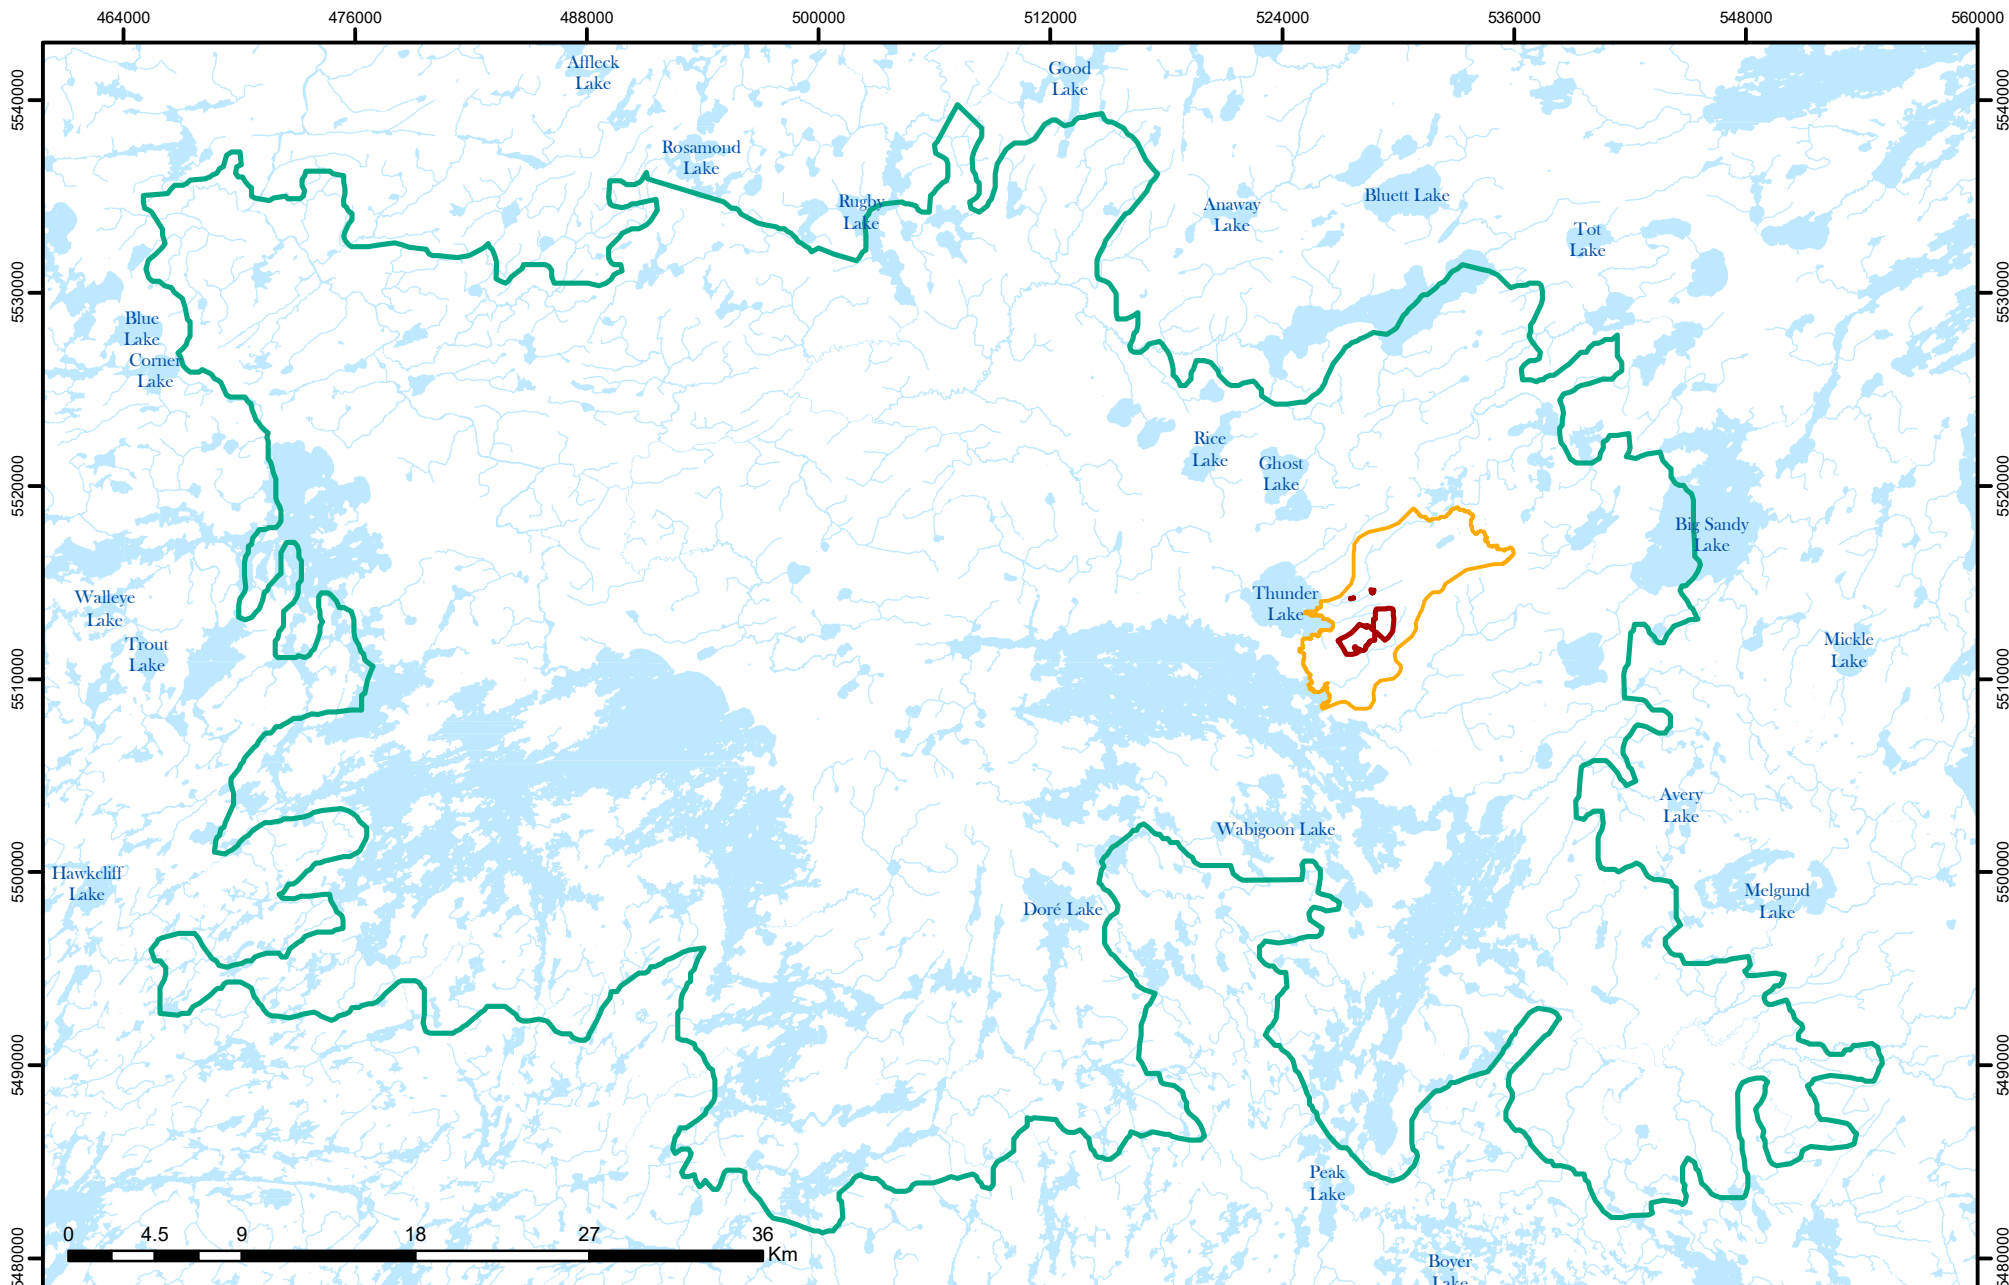 464000 476000 488000 500000 512000 524000 536000 548000 560000
Affleck
Lake
Good
Lake
5540000
5540000
Rosamond
Lake
Rugby
Lake
Anaway
Lake
Bluett Lake
Tot
Lake
5530000
5530000
Blue
Lake
Corner
Lake
Rice
Lake
Ghost
Lake
5520000
5520000
Big Sandy
Lake
Walleye
Lake
Trout
Lake
Thunder
Lake
Mickle
Lake
5510000
5510000
Avery
Lake
Wabigoon Lake
Hawkcliff
Lake
5500000
5500000
Doré Lake
Melgund
Lake
5490000
5490000
Peak
Lake
0 4.5 9 18 27 36
Km
5480000
5480000
Boyer
Lake